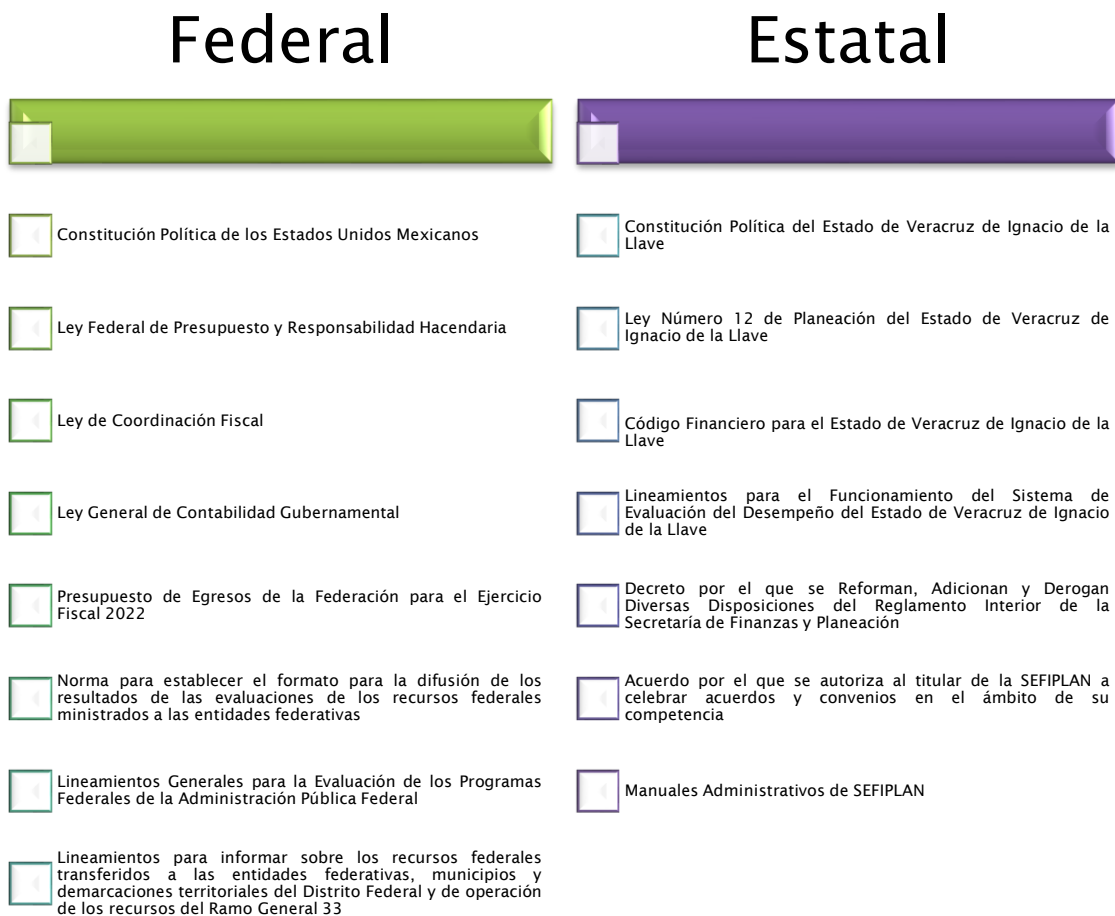 Federal
Constitución Política de los Estados Unidos Mexicanos
Ley Federal de Presupuesto y Responsabilidad Hacendaria
Ley de Coordinación Fiscal
Ley General de Contabilidad Gubernamental
Presupuesto de Egresos de la Federación para el Ejercicio
Fiscal 2022
Norma para establecer el formato para la difusión de los
resultados de las evaluaciones de los recursos federales
ministrados a las entidades federativas
Lineamientos Generales para la Evaluación de los Programas
Federales de la Administración Pública Federal
Lineamientos para informar sobre los recursos federales
transferidos a las entidades federativas, municipios y
demarcaciones territoriales del Distrito Federal y de operación
de los recursos del Ramo General 33
Estatal
Constitución Política del Estado de Veracruz de Ignacio de la
Llave
Ley Número 12 de Planeación del Estado de Veracruz de
Ignacio de la Llave
Código Financiero para el Estado de Veracruz de Ignacio de la
Llave
Lineamientos para el Funcionamiento del Sistema de
Evaluación del Desempeño del Estado de Veracruz de Ignacio
de la Llave
Decreto por el que se Reforman, Adicionan y Derogan
Diversas Disposiciones del Reglamento Interior de la
Secretaría de Finanzas y Planeación
Acuerdo por el que se autoriza al titular de la SEFIPLAN a
celebrar acuerdos y convenios en el ámbito de su
competencia
Manuales Administrativos de SEFIPLAN